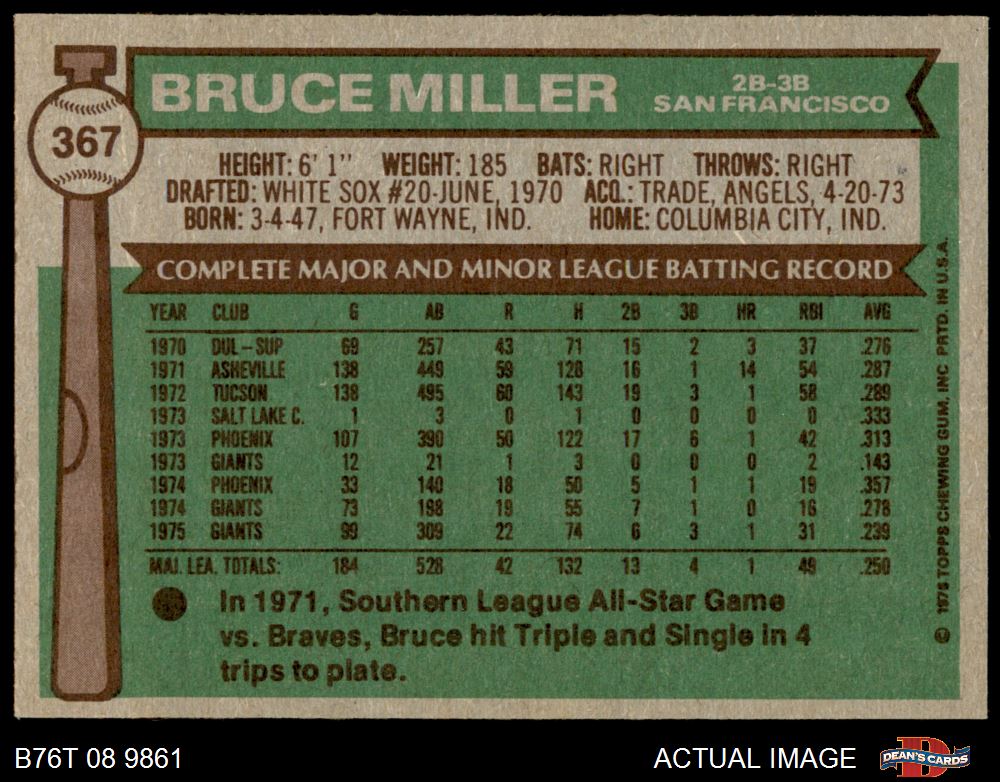 BRUCE MILLER
2B-3B
SAN FRANCISCO
367
HEIGHT: 6' 1" WEIGHT: 185 BATS: RIGHT THROWS: RIGHT
DRAFTED: WHITE SOX #20-JUNE, 1970 ACQ.: TRADE, ANGELS, 4-20-73
BORN: 3-4-47, FORT WAYNE, IND. HOME: COLUMBIA CITY, IND.
COMPLETE MAJOR AND MINOR LEAGUE BATTING RECORD
YEAR CLUB G AB R H 2B 3B HR RBI AVG
1970 DUL-SUP 69 257 43 71 15 2 3 37 .276
1971 ASHEVILLE 138 449 59 128 16 1 14 54 .287
1972 TUCSON 138 495 60 143 19 3 1 58 .289
1973 SALT LAKE C. 1 3 0 1 0 0 0 0 .333
1973 PHOENIX 107 390 50 122 17 6 1 42 .313
1973 GIANTS 12 21 1 3 0 0 0 2 .143
1974 PHOENIX 33 140 18 50 5 1 1 19 .357
1974 GIANTS 73 198 19 55 7 1 0 16 .278
1975 GIANTS 99 309 22 74 6 3 1 31 .239
MAJ. LEA. TOTALS: 184 528 42 132 13 4 1 49 .250
In 1971, Southern League All-Star Game
vs. Braves, Bruce hit Triple and Single in 4
trips to plate.
© 1976 TOPPS CHEWING GUM, INC PRTD. IN U.S.A.
B76T 08 9861 ACTUAL IMAGE
DEAN'S CARDS